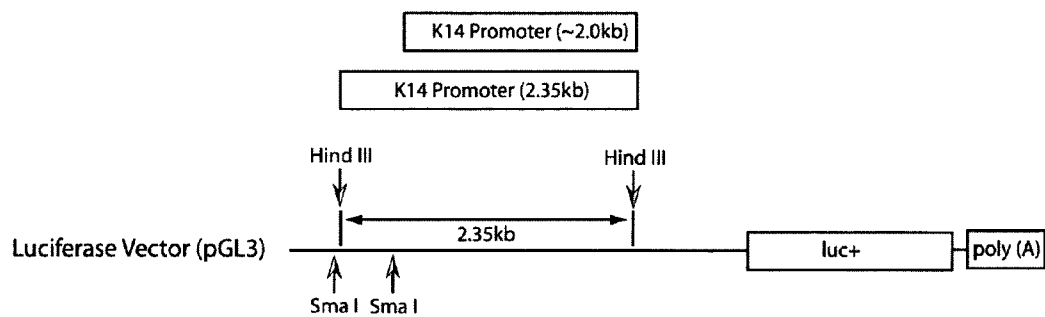 K14 Promoter (~2.0kb)
K14 Promoter (2.35kb)
Hind III
Hind III
2.35kb
Luciferase Vector (pGL3)
luc+
poly (A)
Sma I
Sma I